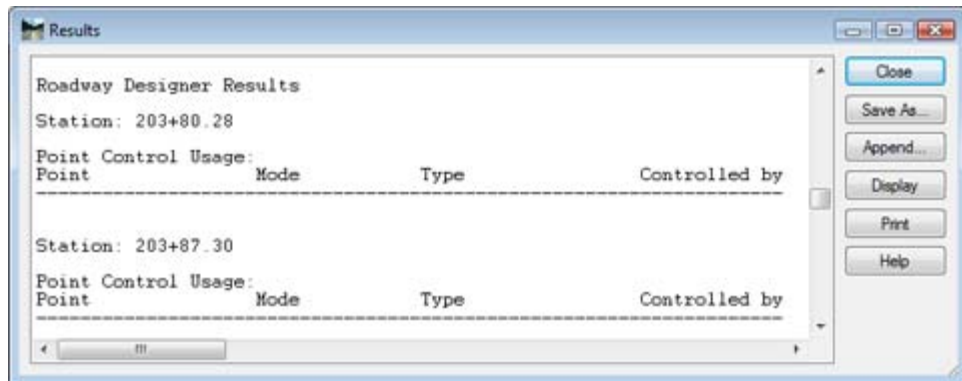 Results
Roadway Designer Results
Station: 203+80.28
Point Control Usage:
Point Mode Type Controlled by
Station: 203+87.30
Point Control Usage:
Point Mode Type Controlled by
Close
Save As...
Append...
Display
Print
Help